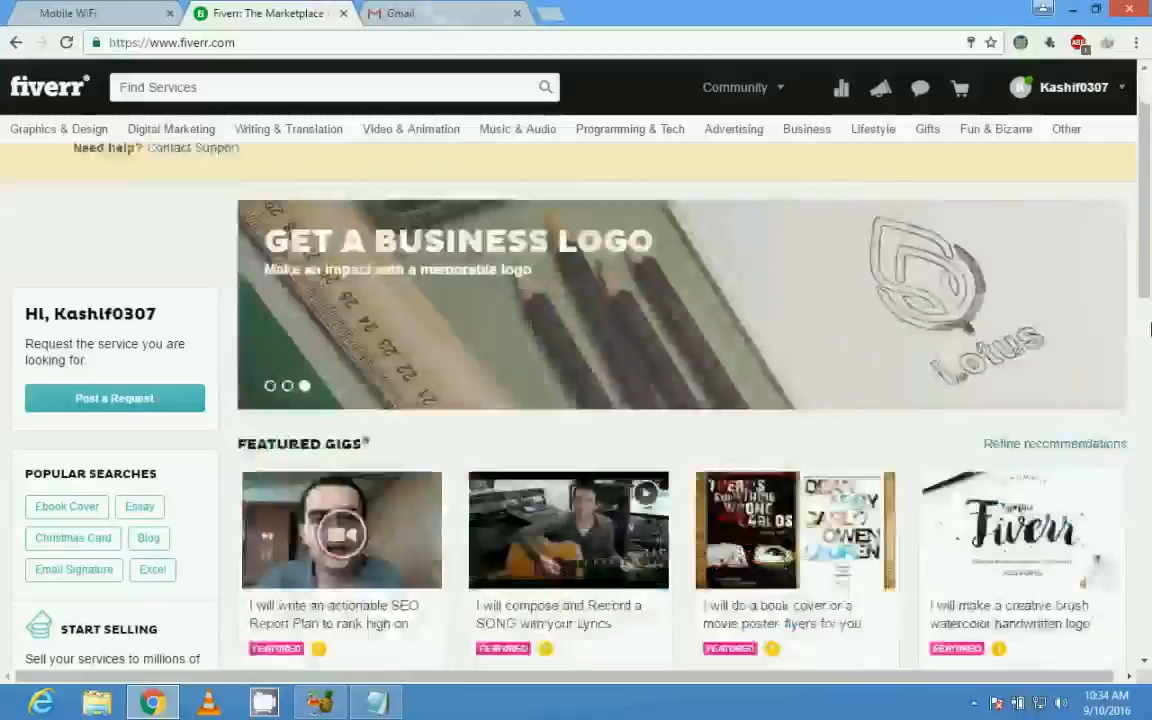 Mobile WiFi
Fiverr: The Marketplace
Gmail
https://www.fiverr.com
ABP
1
fiverr®
Find Services
Community
Kashif0307
Graphics & Design
Digital Marketing
Writing & Translation
Video & Animation
Music & Audio
Programming & Tech
Advertising
Business
Lifestyle
Gifts
Fun & Bizarre
Other
Need help? Contact Support
GET A BUSINESS LOGO
Make an impact with a memorable logo
Lotus
Hi, Kashif0307
Request the service you are
looking for.
Post a Request
FEATURED GIGS®
Refine recommendations
POPULAR SEARCHES
Ebook Cover
Essay
Christmas Card
Blog
Email Signature
Excel
Fiverr
I will write an actionable SEO
Report Plan to rank high on
FEATURED
I will compose and Record a
SONG with your Lyrics
FEATURED
I will do a book cover or a
movie poster flyers for you
FEATURED
I will make a creative brush
watercolor handwritten logo
FEATURED
START SELLING
Sell your services to millions of
10:34 AM
9/10/2016